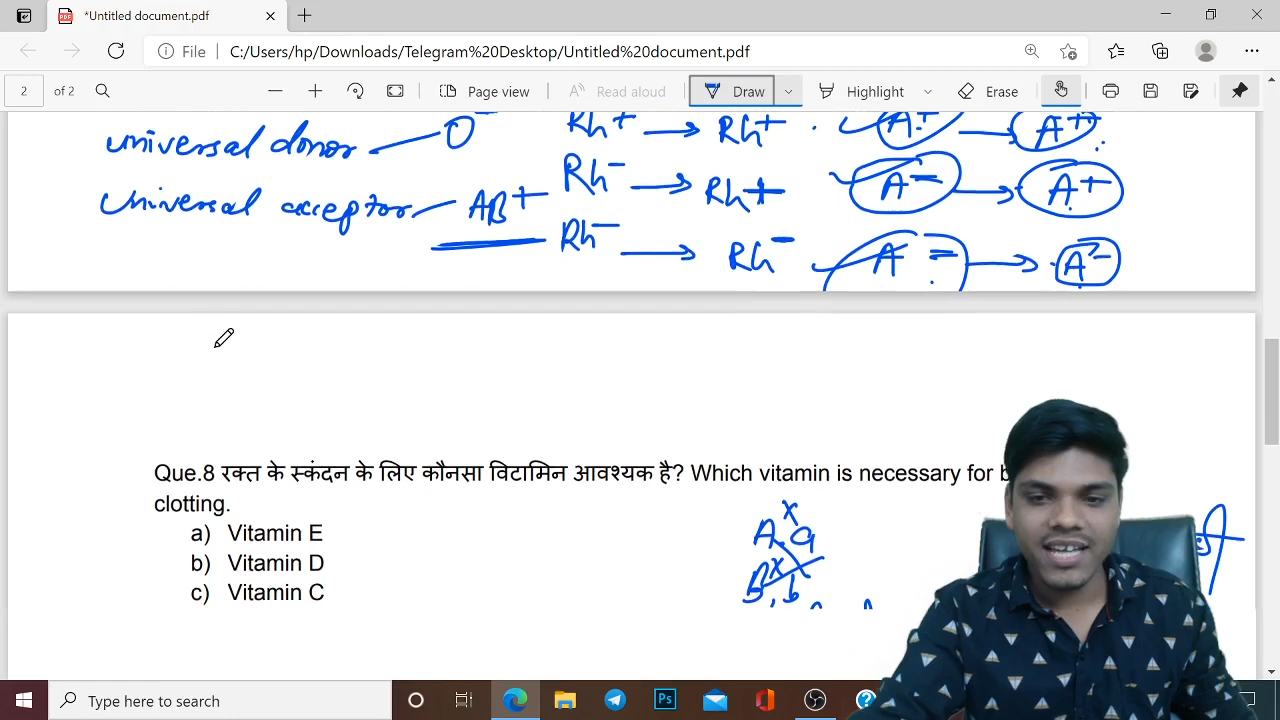 *Untitled document.pdf
File C:/Users/hp/Downloads/Telegram%20Desktop/Untitled%20document.pdf
2 of 2 Page view Read aloud Draw Highlight Erase
universal donor O⁻ Rh+ → Rh+ A+ → A+
Rh− → Rh+ A− → A+
universal acceptor AB+
Rh− → Rh− A− → A−
Que.8 रक्त के स्कंदन के लिए कौनसा विटामिन आवश्यक है? Which vitamin is necessary for
clotting.
a) Vitamin E
b) Vitamin D
c) Vitamin C
Type here to search
Ps